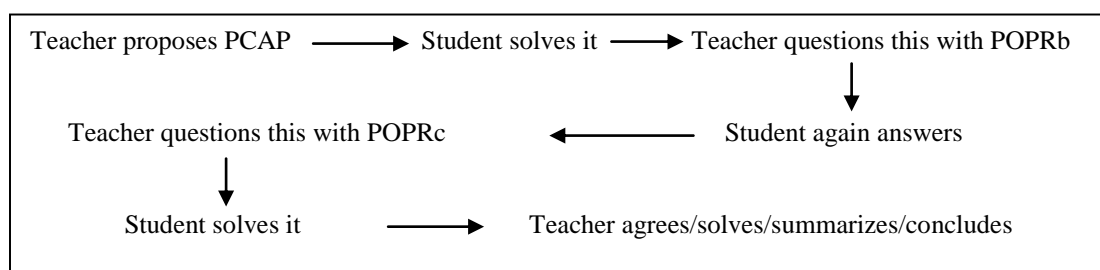 Teacher proposes PCAP Student solves it Teacher questions this with POPRb
Teacher questions this with POPRc Student again answers
Student solves it Teacher agrees/solves/summarizes/concludes